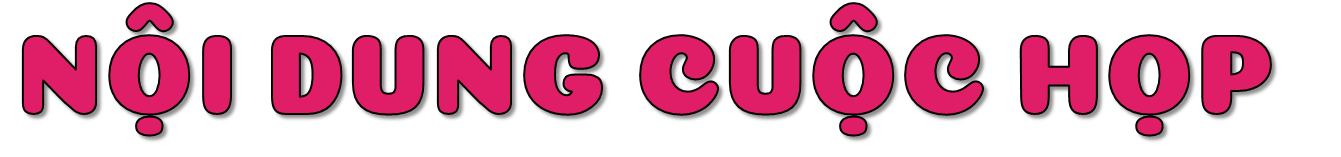 NỘI DUNG CUỘC HỌP